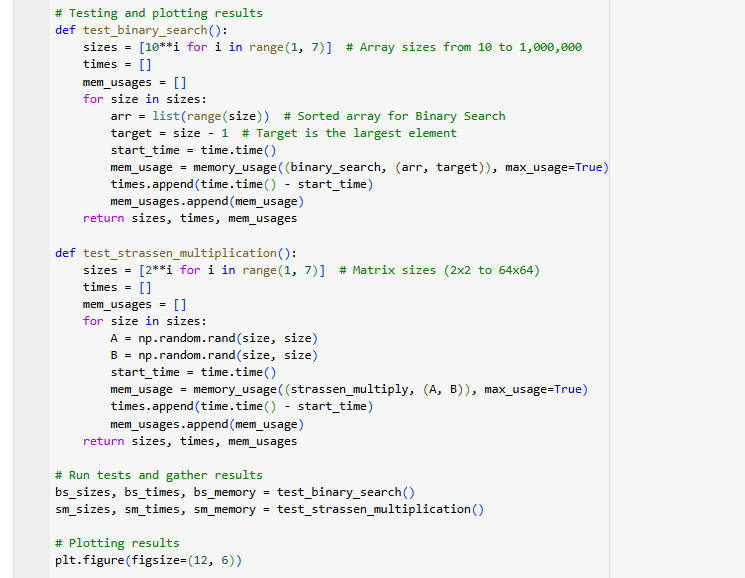 # Testing and plotting results
def test_binary_search():
    sizes = [10**i for i in range(1, 7)]  # Array sizes from 10 to 1,000,000
    times = []
    mem_usages = []
    for size in sizes:
        arr = list(range(size))  # Sorted array for Binary Search
        target = size - 1  # Target is the largest element
        start_time = time.time()
        mem_usage = memory_usage((binary_search, (arr, target)), max_usage=True)
        times.append(time.time() - start_time)
        mem_usages.append(mem_usage)
    return sizes, times, mem_usages

def test_strassen_multiplication():
    sizes = [2**i for i in range(1, 7)]  # Matrix sizes (2x2 to 64x64)
    times = []
    mem_usages = []
    for size in sizes:
        A = np.random.rand(size, size)
        B = np.random.rand(size, size)
        start_time = time.time()
        mem_usage = memory_usage((strassen_multiply, (A, B)), max_usage=True)
        times.append(time.time() - start_time)
        mem_usages.append(mem_usage)
    return sizes, times, mem_usages

# Run tests and gather results
bs_sizes, bs_times, bs_memory = test_binary_search()
sm_sizes, sm_times, sm_memory = test_strassen_multiplication()

# Plotting results
plt.figure(figsize=(12, 6))